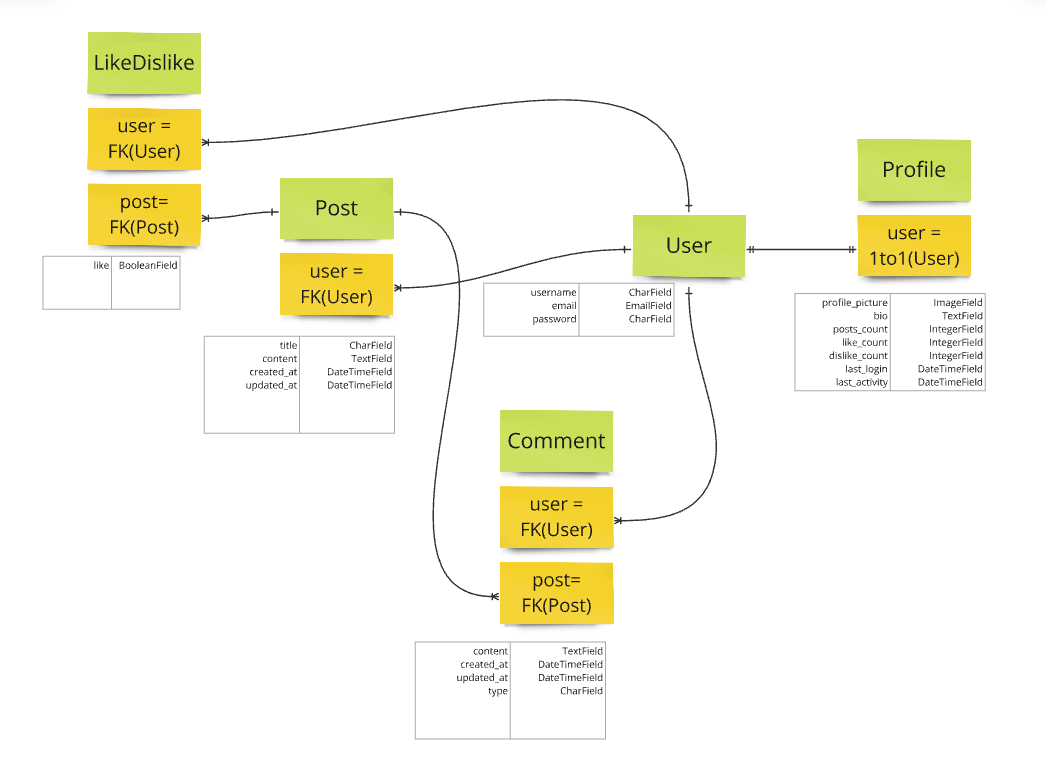 LikeDislike
user =
FK(User)
post=
FK(Post)
like BooleanField
Post
user =
FK(User)
title CharField
content TextField
created_at DateTimeField
updated_at DateTimeField
User
username CharField
email EmailField
password CharField
Profile
user =
1to1(User)
profile_picture ImageField
bio TextField
posts_count IntegerField
like_count IntegerField
dislike_count IntegerField
last_login DateTimeField
last_activity DateTimeField
Comment
user =
FK(User)
post=
FK(Post)
content TextField
created_at DateTimeField
updated_at DateTimeField
type CharField